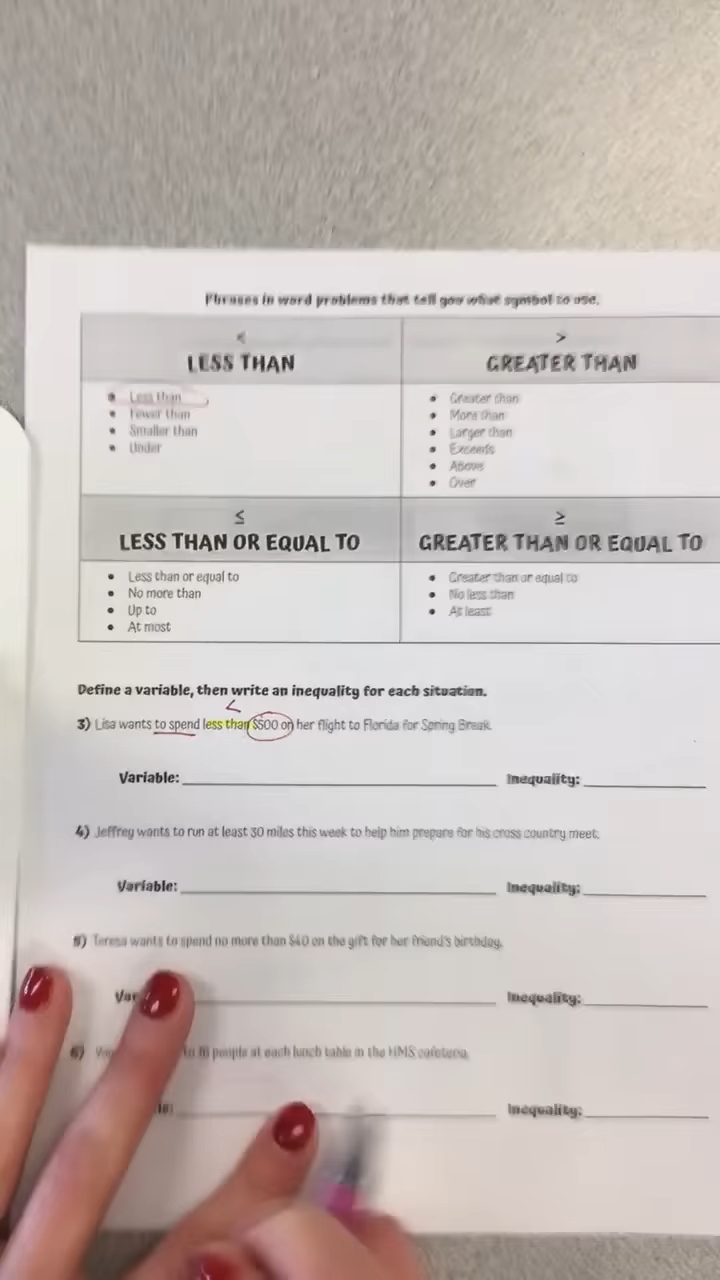 Phrases in word problems that tell you what symbol to use.
< >
LESS THAN GREATER THAN
• Less than
• Fewer than
• Smaller than
• Under
• Greater than
• More than
• Larger than
• Exceeds
• Above
• Over
≤ ≥
LESS THAN OR EQUAL TO GREATER THAN OR EQUAL TO
• Less than or equal to
• No more than
• Up to
• At most
• Greater than or equal to
• No less than
• At least
Define a variable, then write an inequality for each situation.
<
3) Lisa wants to spend less than $500 on her flight to Florida for Spring Break.
Variable: Inequality:
4) Jeffrey wants to run at least 30 miles this week to help him prepare for his cross country meet.
Variable: Inequality:
5) Teresa wants to spend no more than $40 on the gift for her friend's birthday.
Inequality:
6) people at each lunch table in the HMS cafeteria.
Inequality: